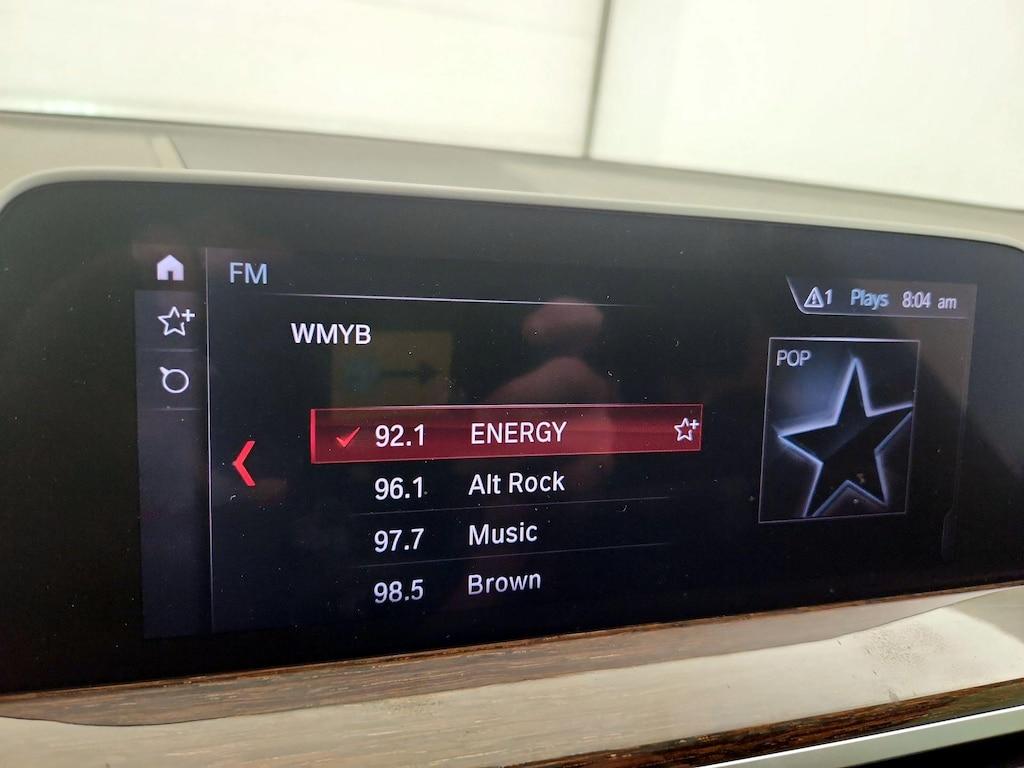 FM
1 Plays 8:04 am
WMYB
POP
92.1 ENERGY
96.1 Alt Rock
97.7 Music
98.5 Brown